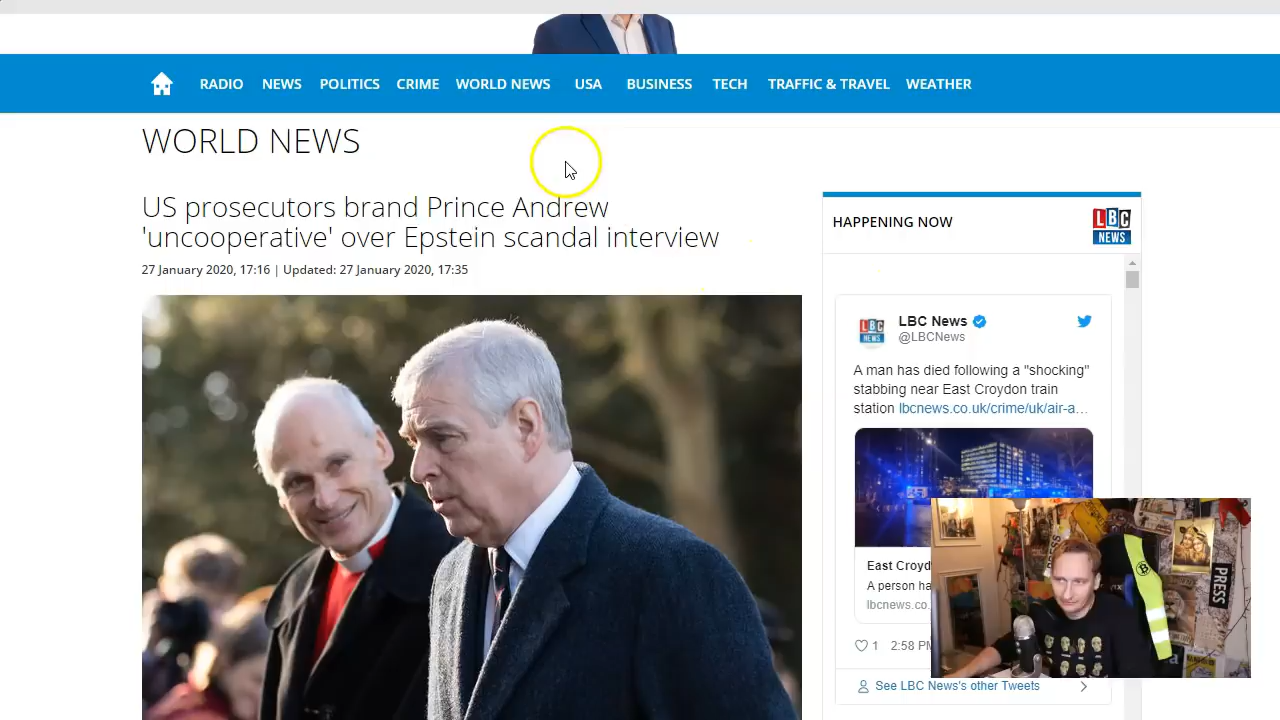 RADIO NEWS POLITICS CRIME WORLD NEWS USA BUSINESS TECH TRAFFIC & TRAVEL WEATHER
WORLD NEWS
US prosecutors brand Prince Andrew
'uncooperative' over Epstein scandal interview
27 January 2020, 17:16 | Updated: 27 January 2020, 17:35
HAPPENING NOW
LBC
NEWS
LBC
NEWS
LBC News
@LBCNews
A man has died following a "shocking"
stabbing near East Croydon train
station lbcnews.co.uk/crime/uk/air-a…
East Croyd
A person ha
lbcnews.co.
1 2:58 PM
See LBC News's other Tweets
PRESS